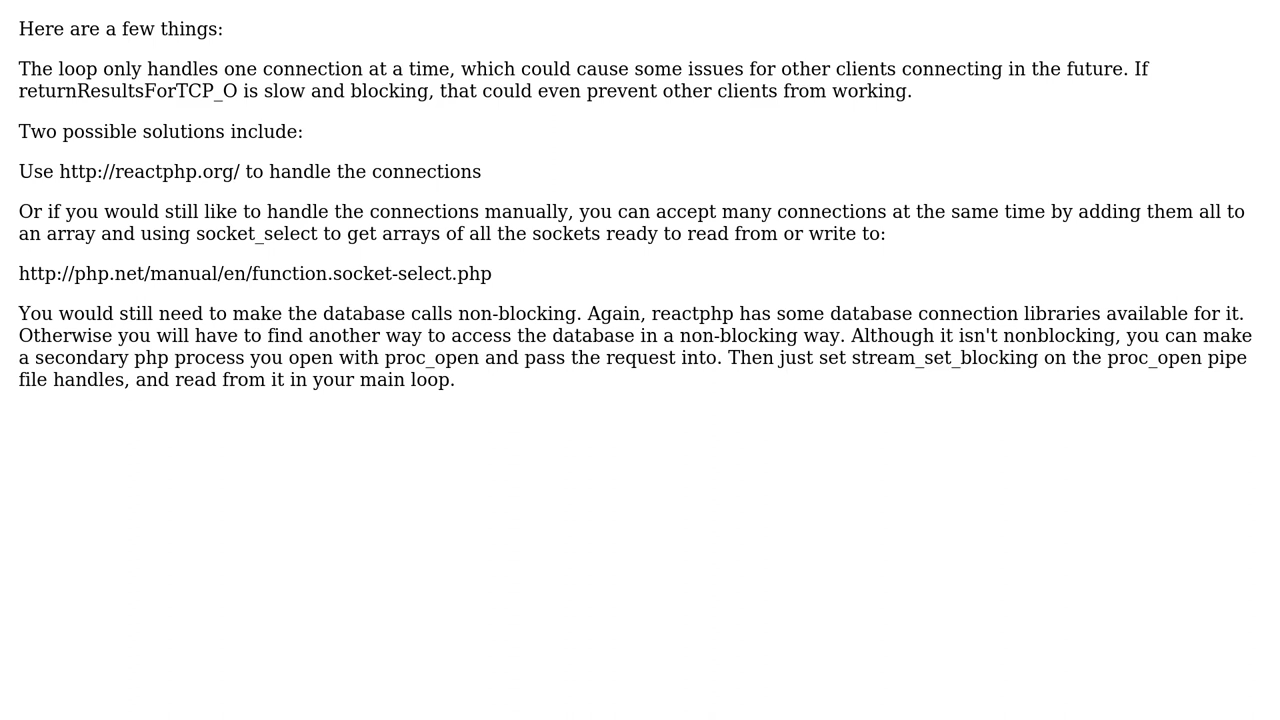 Here are a few things:
The loop only handles one connection at a time, which could cause some issues for other clients connecting in the future. If
returnResultsForTCP_O is slow and blocking, that could even prevent other clients from working.
Two possible solutions include:
Use http://reactphp.org/ to handle the connections
Or if you would still like to handle the connections manually, you can accept many connections at the same time by adding them all to
an array and using socket_select to get arrays of all the sockets ready to read from or write to:
http://php.net/manual/en/function.socket-select.php
You would still need to make the database calls non-blocking. Again, reactphp has some database connection libraries available for it.
Otherwise you will have to find another way to access the database in a non-blocking way. Although it isn't nonblocking, you can make
a secondary php process you open with proc_open and pass the request into. Then just set stream_set_blocking on the proc_open pipe
file handles, and read from it in your main loop.